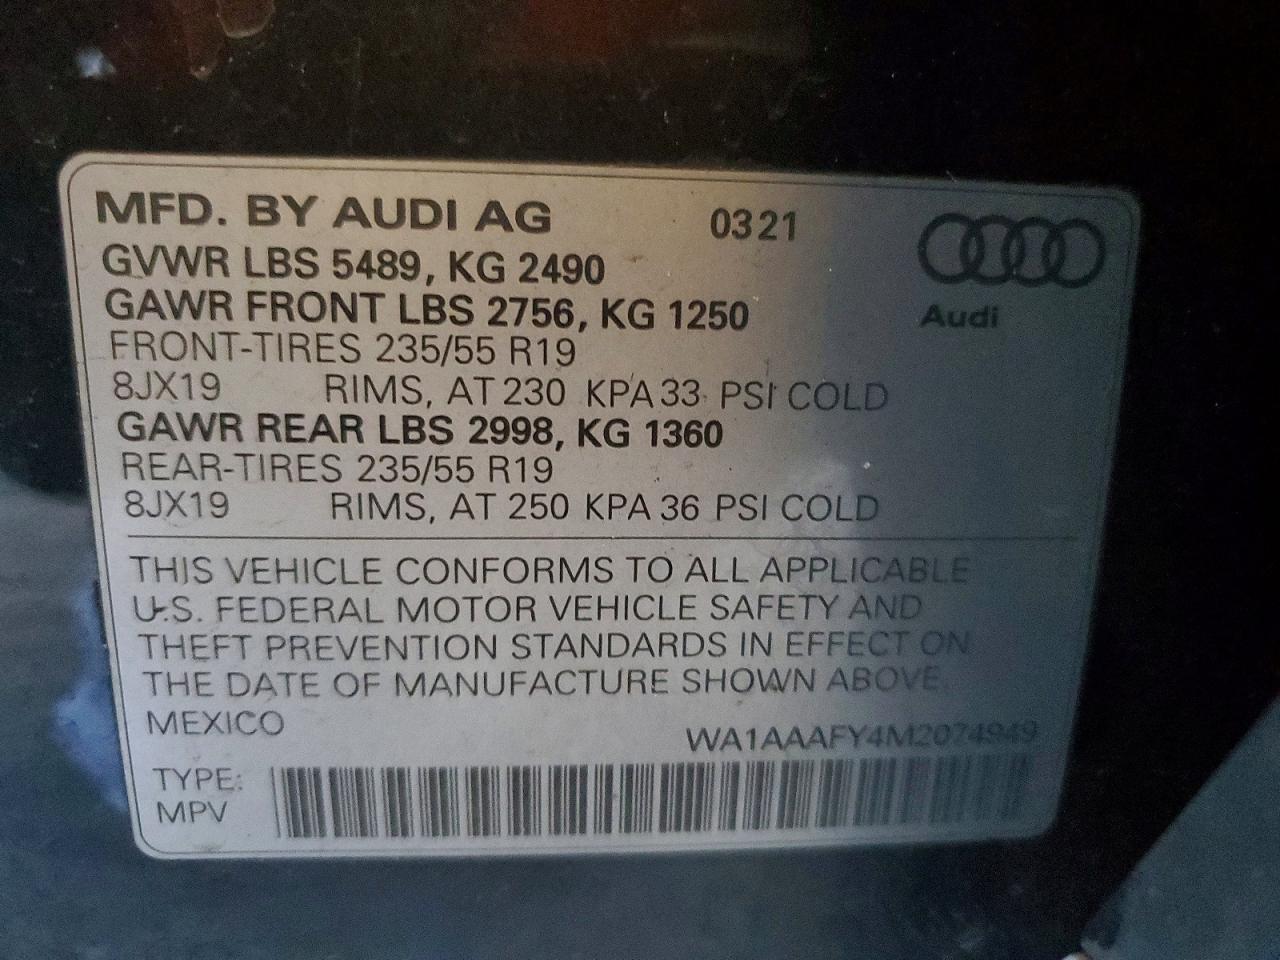 MFD. BY AUDI AG 0321
GVWR LBS 5489, KG 2490
GAWR FRONT LBS 2756, KG 1250
Audi
FRONT-TIRES 235/55 R19
8JX19 RIMS, AT 230 KPA 33 PSI COLD
GAWR REAR LBS 2998, KG 1360
REAR-TIRES 235/55 R19
8JX19 RIMS, AT 250 KPA 36 PSI COLD
THIS VEHICLE CONFORMS TO ALL APPLICABLE
U.S. FEDERAL MOTOR VEHICLE SAFETY AND
THEFT PREVENTION STANDARDS IN EFFECT ON
THE DATE OF MANUFACTURE SHOWN ABOVE.
MEXICO
WA1AAAFY4M2074949
TYPE:
MPV